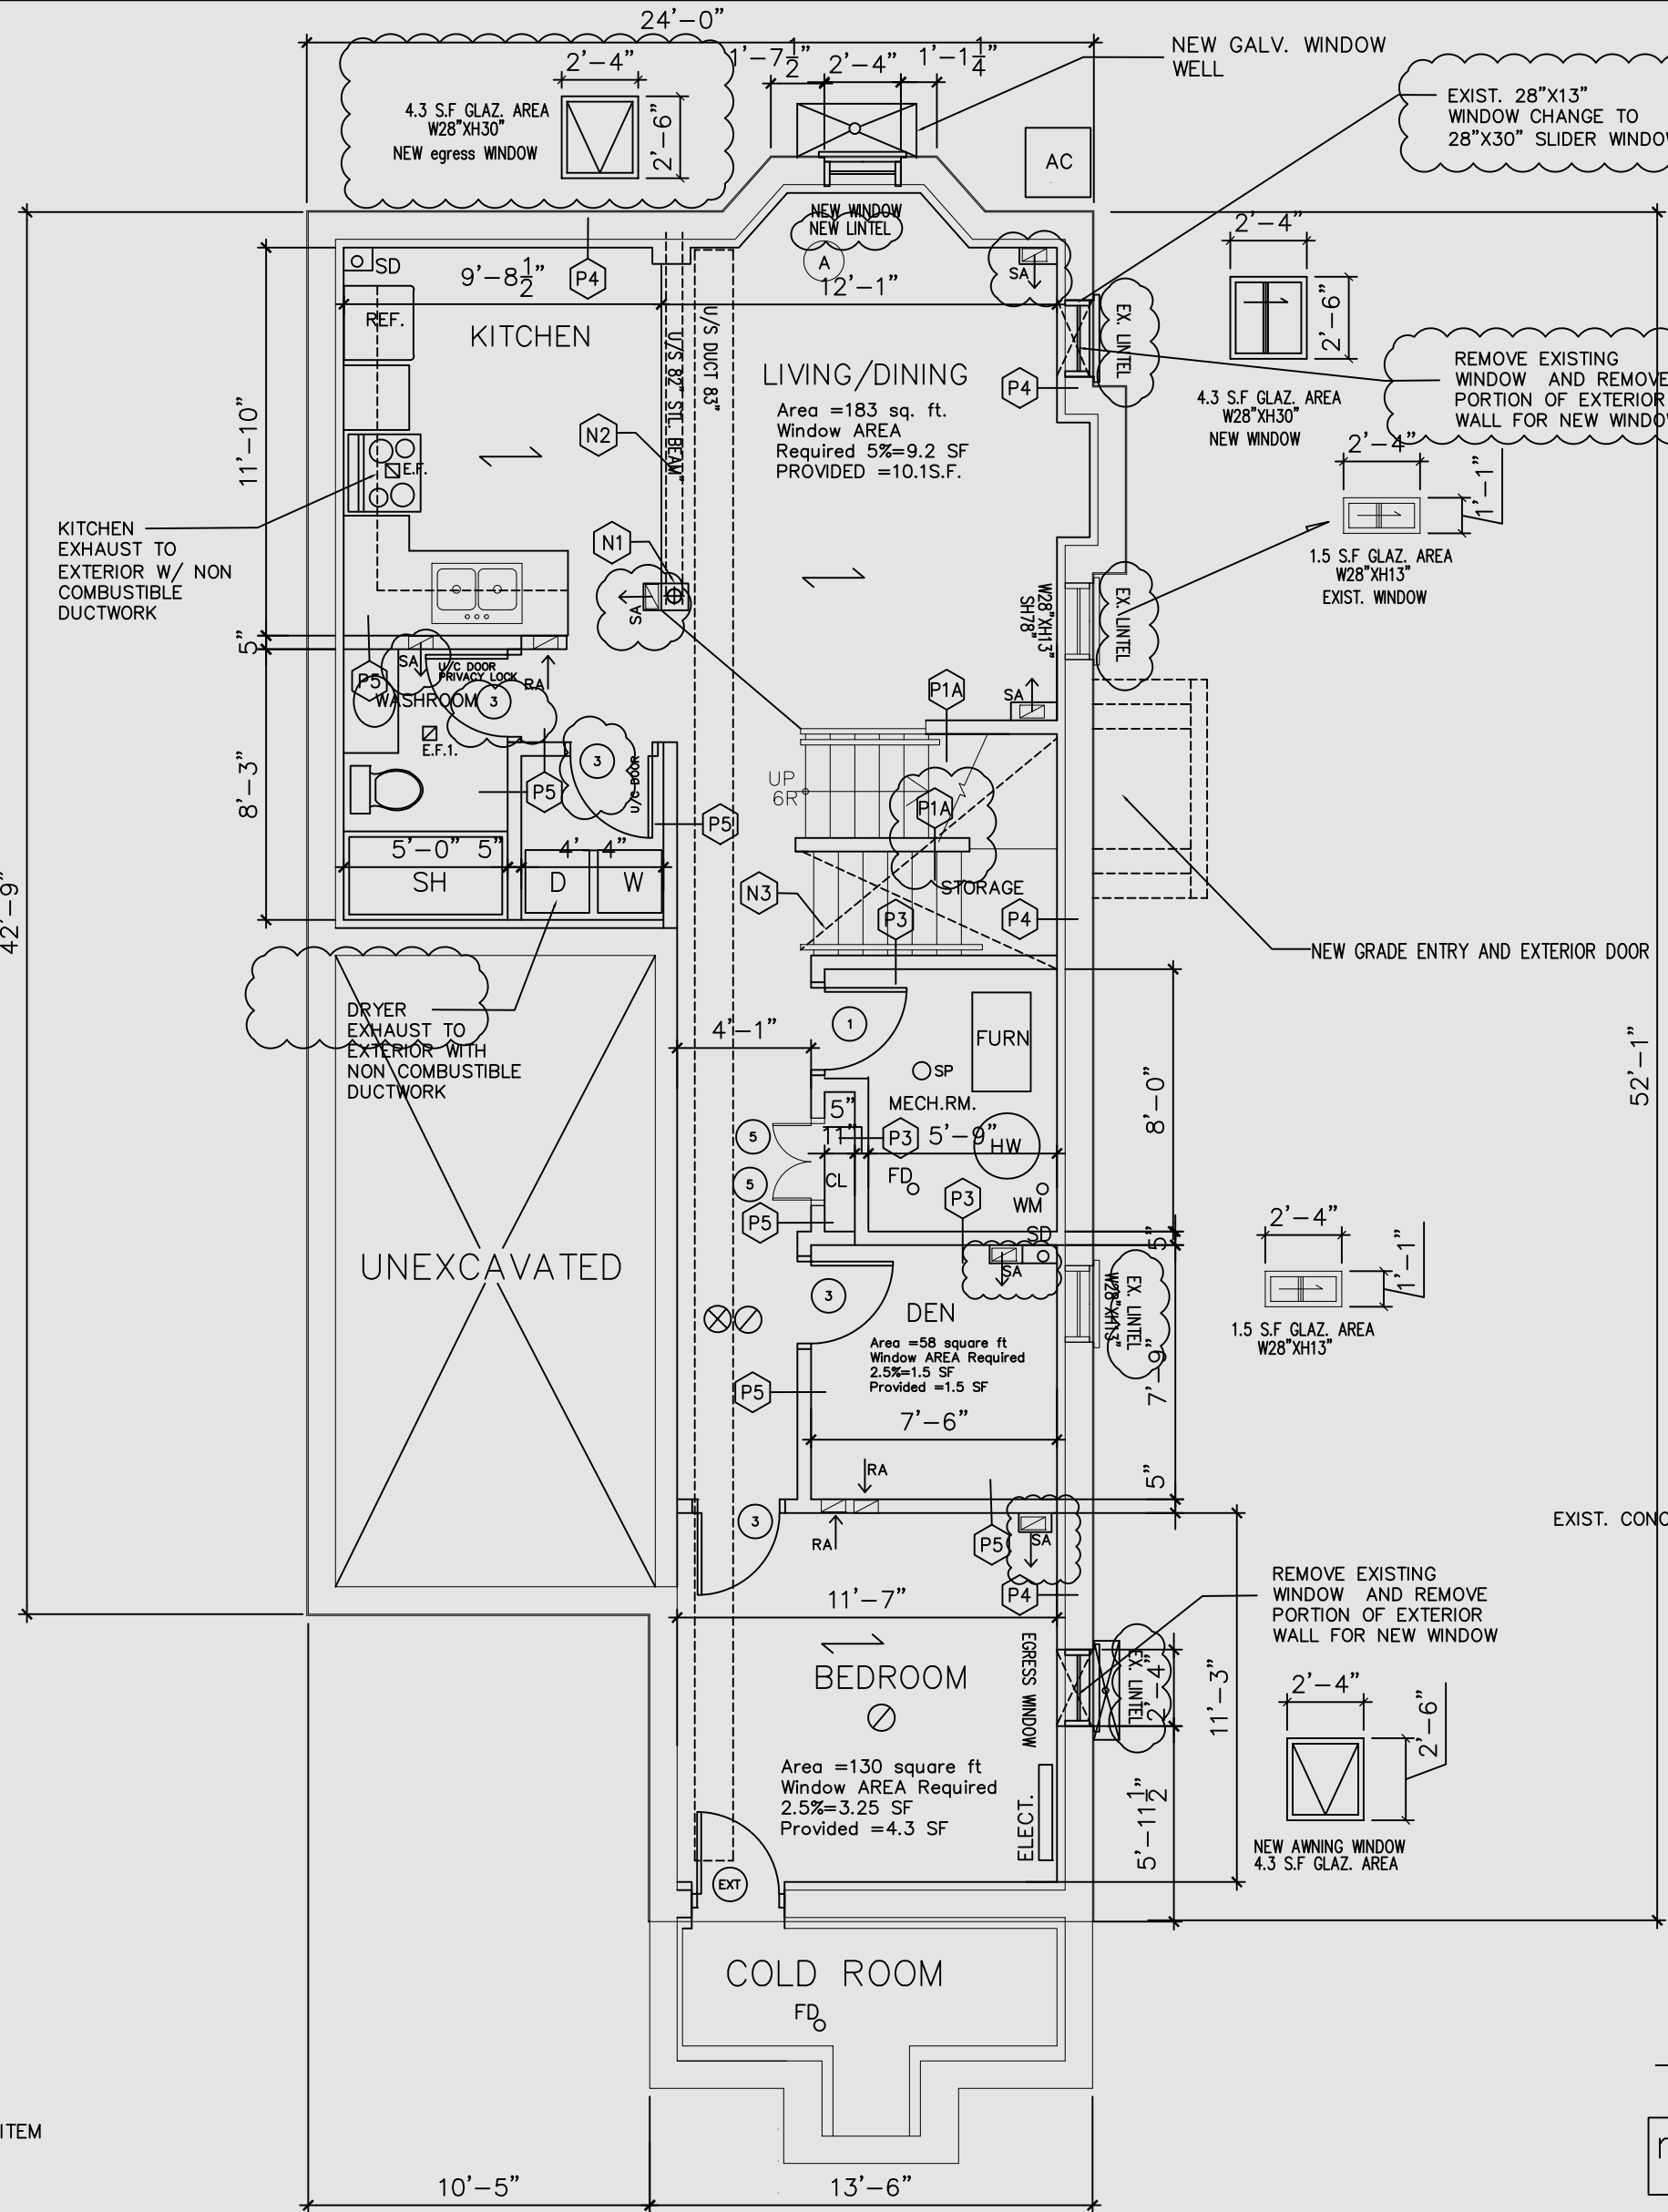 24'-0"
2'-4"
1'-7 1/2"
2'-4"
1'-1 1/4"
NEW GALV. WINDOW
WELL
4.3 S.F GLAZ. AREA
W28"XH30"
NEW egress WINDOW
2'-6"
AC
EXIST. 28"X13"
WINDOW CHANGE TO
28"X30" SLIDER
NEW WINDOW
NEW LINTEL
A
SD
9'-8 1/2"
P4
12'-1"
SA
2'-4"
2'-6"
EX. LINTEL
REF.
KITCHEN
U/S DUCT 83"
U/S 82" STL. BEAM"
LIVING/DINING
Area =183 sq. ft.
Window AREA
Required 5%=9.2 SF
PROVIDED =10.1S.F.
P4
4.3 S.F GLAZ. AREA
W28"XH30"
NEW WINDOW
REMOVE EXISTING
WINDOW AND REMOVE
PORTION OF EXTERIOR
WALL FOR NEW
11'-10"
N2
E.F.
2'-4"
1'-1"
1.5 S.F GLAZ. AREA
W28"XH13"
EXIST. WINDOW
KITCHEN
EXHAUST TO
EXTERIOR W/ NON
COMBUSTIBLE
DUCTWORK
N1
SA
W28"XH13"
SH78"
EX.LINTEL
5"
SA
U/C DOOR
PRIVACY LOCK
RA
P5
WASHROOM
3
P1A
SA
E.F.1.
8'-3"
3
U/C DOOR
P5
P5
UP
6R
P1A
5'-0"
5"
4'-4"
SH
D
W
N3
STORAGE
P3
P4
42'-9"
NEW GRADE ENTRY AND EXTERIOR DOOR
DRYER
EXHAUST TO
EXTERIOR WITH
NON COMBUSTIBLE
DUCTWORK
4'-1"
1
FURN
SP
MECH.RM.
8'-0"
52'-1"
5"
11"
5
P3
5'-9"
HW
5
CL
FD
P3
WM
P5
SD
5"
SA
2'-4"
1'-1"
1.5 S.F GLAZ. AREA
W28"XH13"
UNEXCAVATED
3
DEN
Area =58 square ft
Window AREA Required
2.5%=1.5 SF
Provided =1.5 SF
W28"XH13"
EX. LINTEL
7'-9"
P5
7'-6"
RA
5"
3
RA
P5
SA
P4
EXIST.
11'-7"
REMOVE EXISTING
WINDOW AND REMOVE
PORTION OF EXTERIOR
WALL FOR NEW WINDOW
BEDROOM
EGRESS WINDOW
EX. LINTEL
2'-4"
11'-3"
2'-4"
2'-6"
Area =130 square ft
Window AREA Required
2.5%=3.25 SF
Provided =4.3 SF
ELECT.
5'-11 1/2"
NEW AWNING WINDOW
4.3 S.F GLAZ. AREA
EXT
COLD ROOM
FD
ITEM
10'-5"
13'-6"